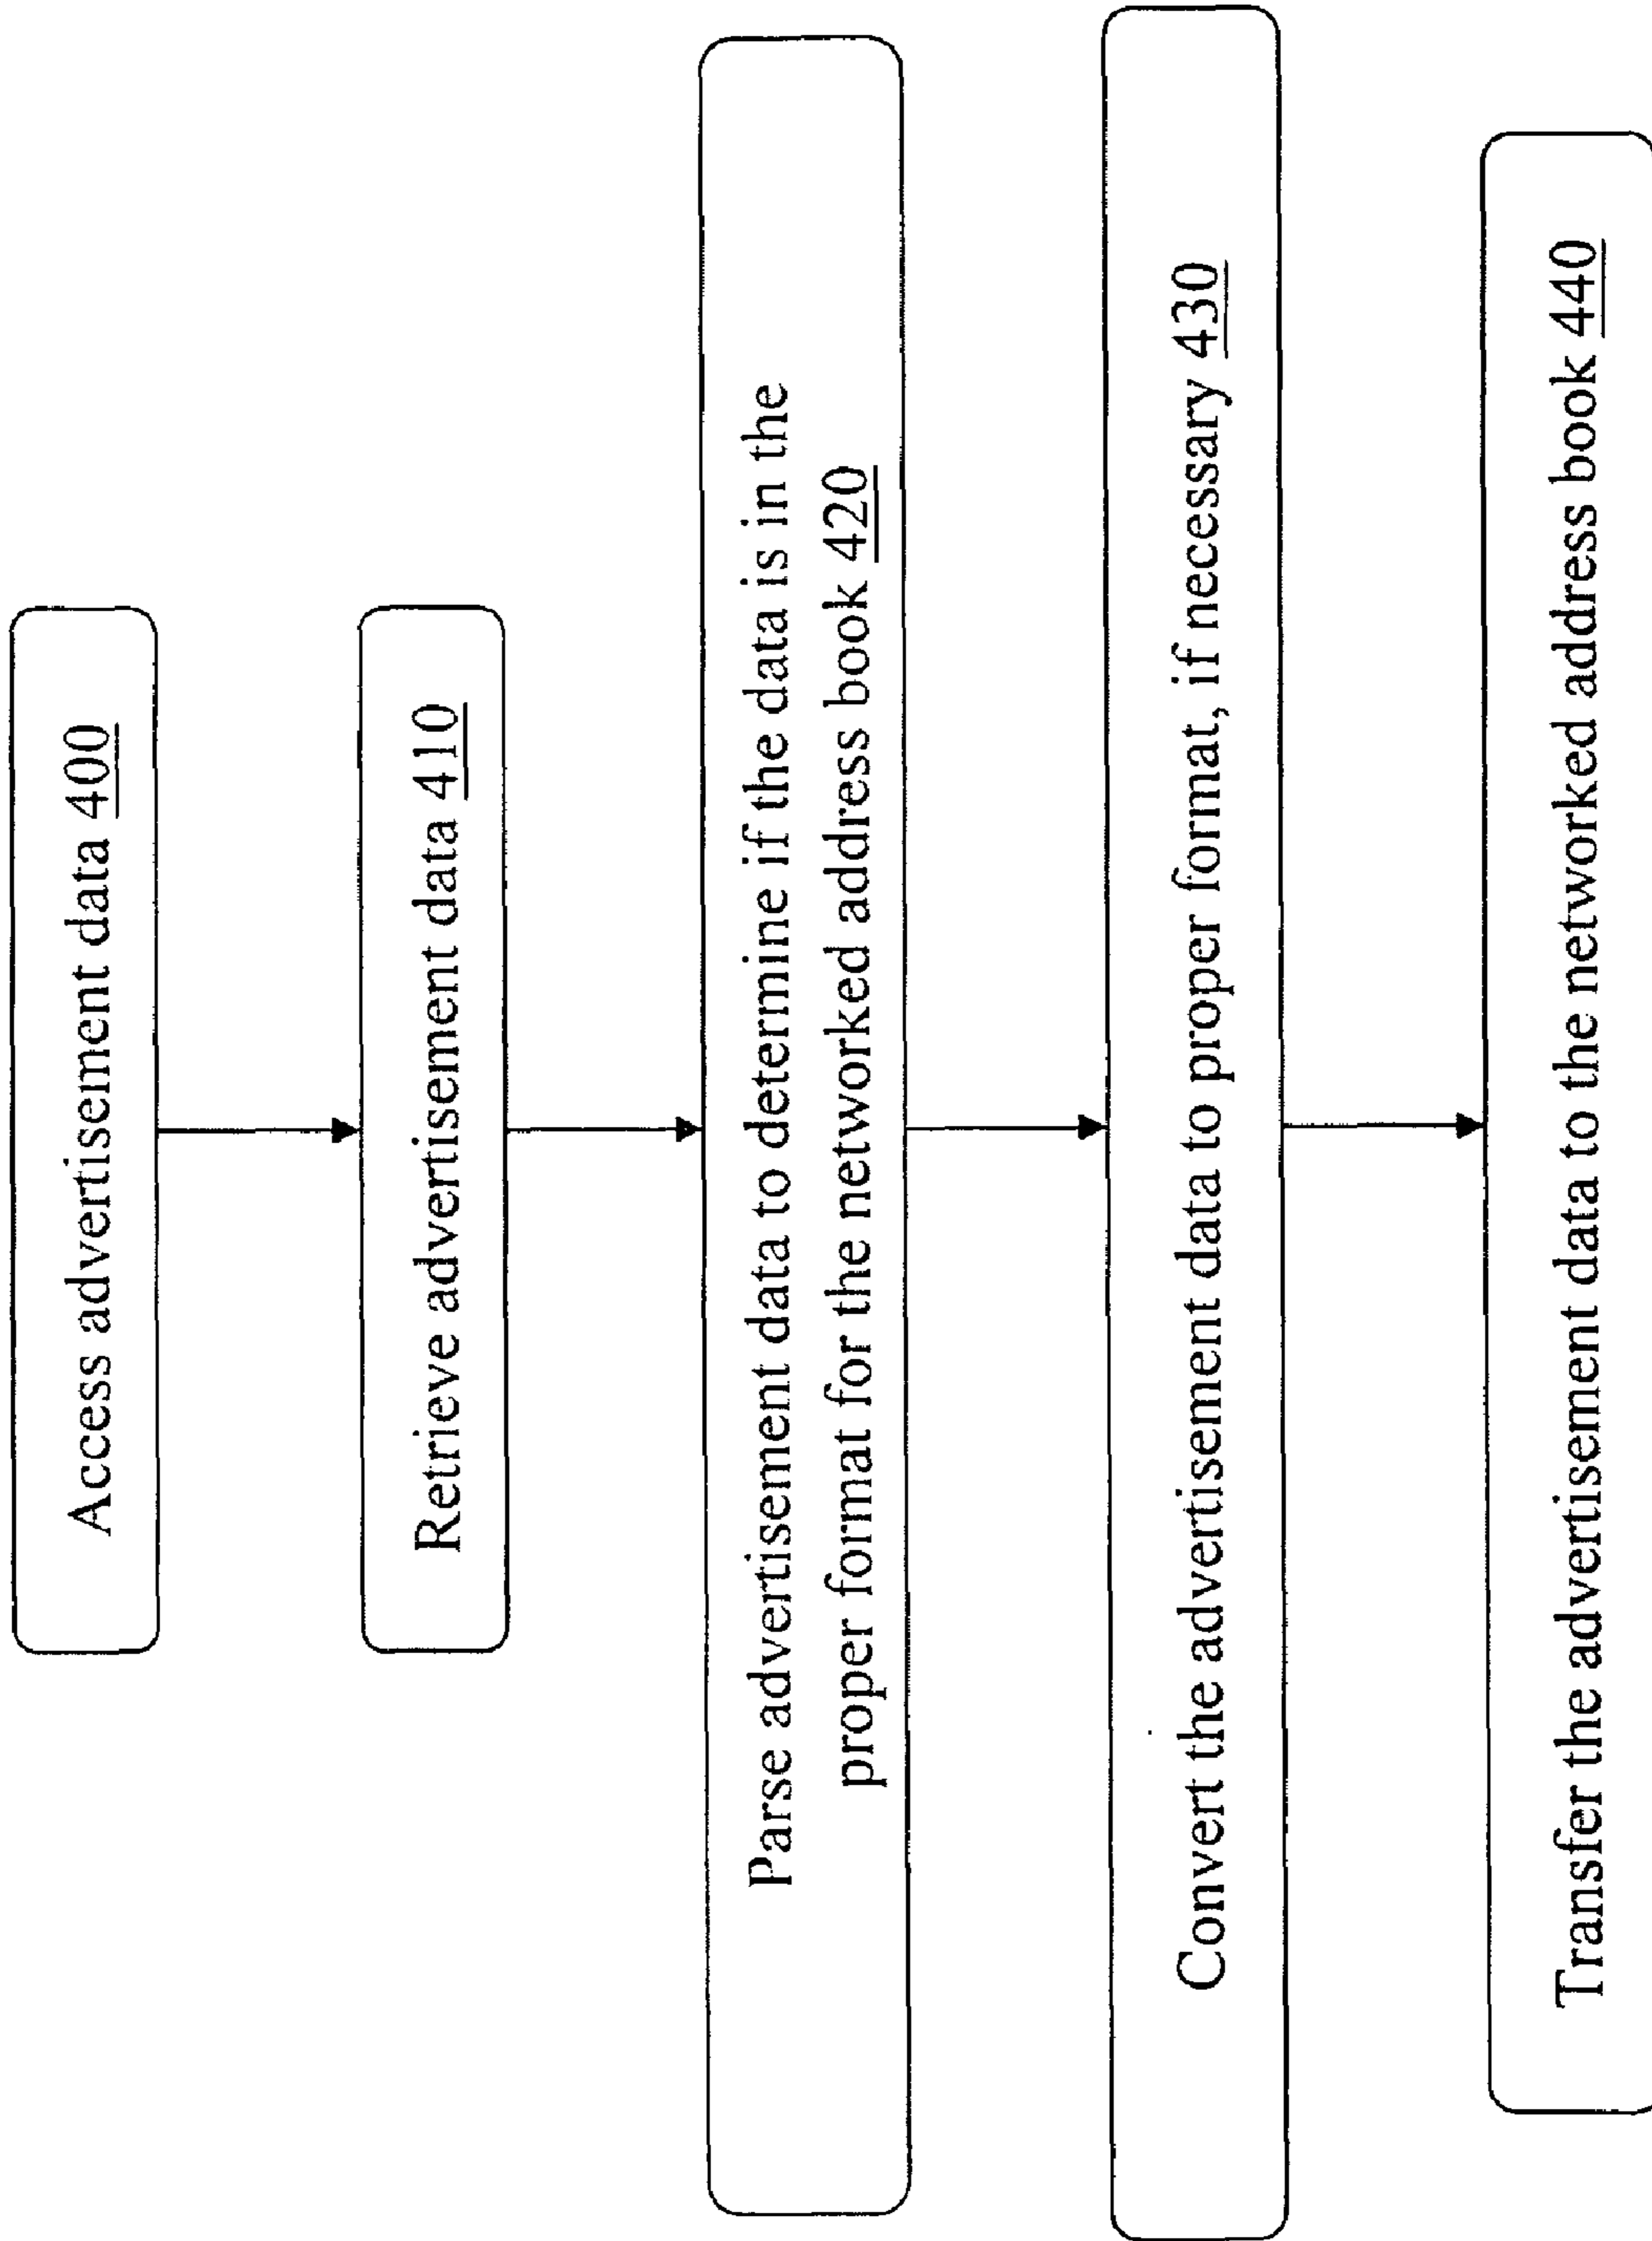 Access advertisement data 400
Retrieve advertisement data 410
Parse advertisement data to determine if the data is in the
proper format for the networked address book 420
Convert the advertisement data to proper format, if necessary 430
Transfer the advertisement data to the networked address book 440